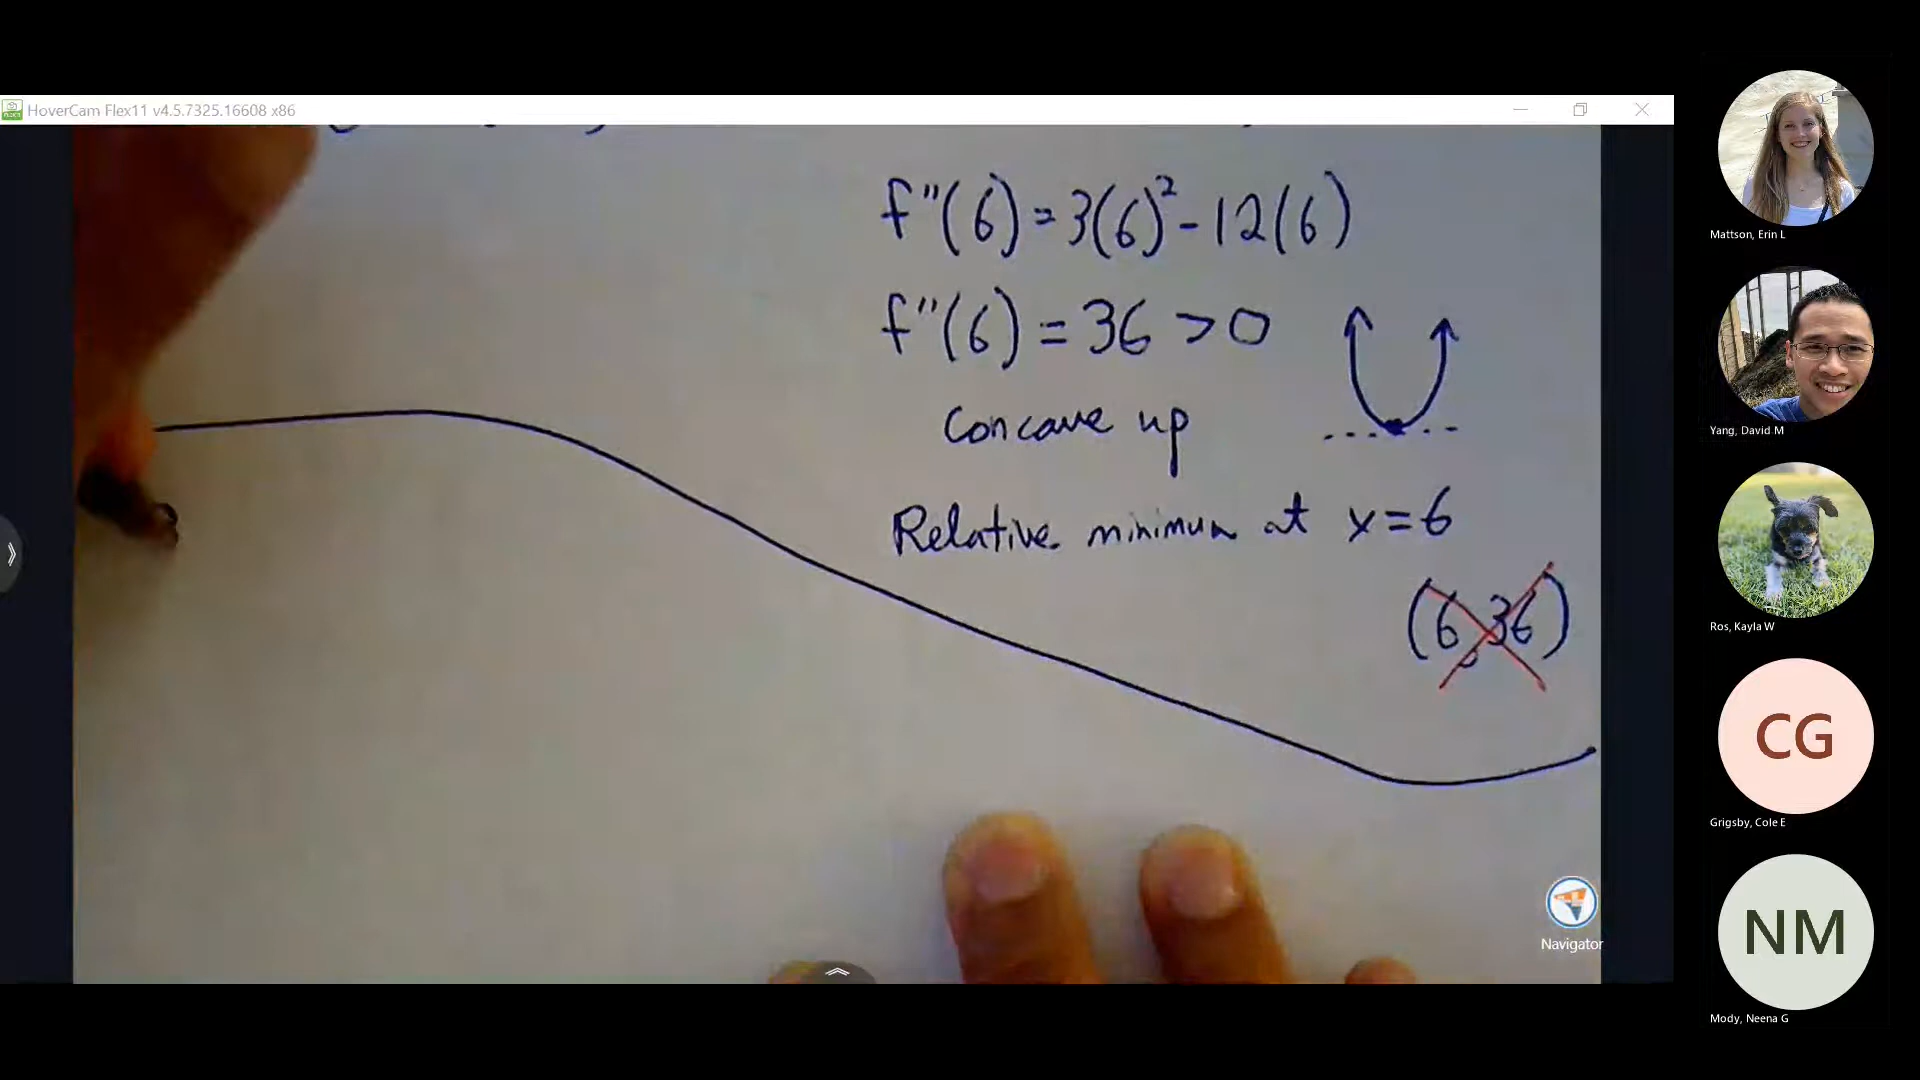 HoverCam Flex11 v4.5.7325.16608 x86
f''(6) = 3(6)² - 12(6)
f''(6) = 36 > 0
Concave up
Relative minimum at x = 6
(6, 36)
Navigator
Mattson, Erin L
Yang, David M
Ros, Kayla W
CG
Grigsby, Cole E
NM
Mody, Neena G